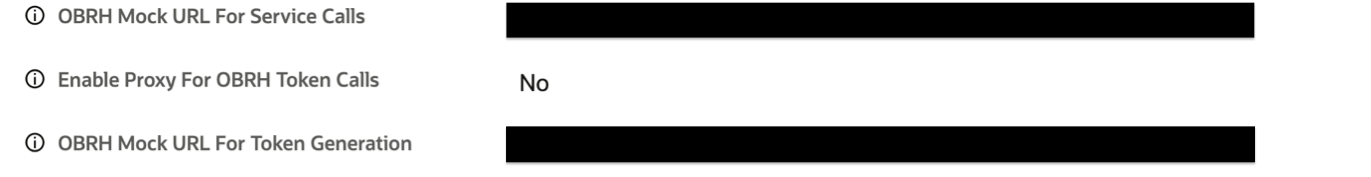 OBRH Mock URL For Service Calls
Enable Proxy For OBRH Token Calls No
OBRH Mock URL For Token Generation